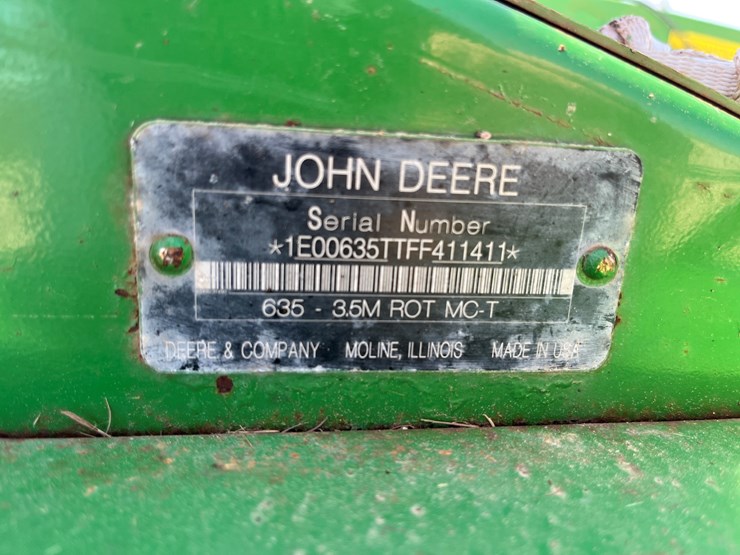 JOHN DEERE
Serial Number
*1E00635TTFF411411*
635 - 3.5M ROT MC-T
DEERE & COMPANY MOLINE, ILLINOIS MADE IN USA